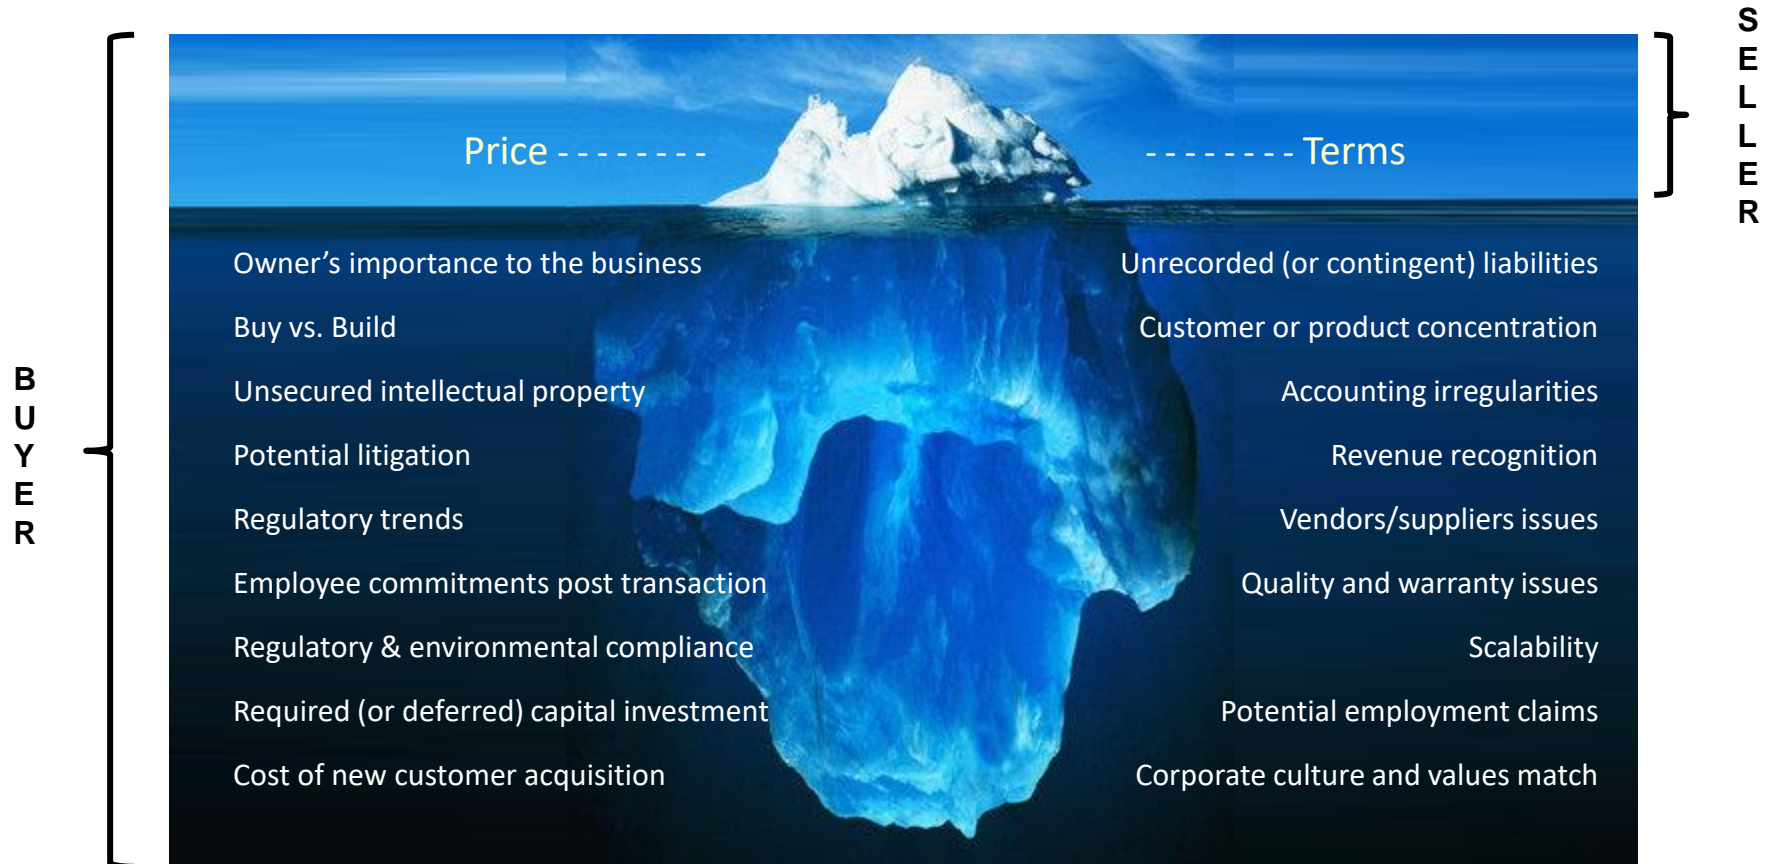 SELLER
Price - - - - - - - -
- - - - - - - - Terms
BUYER
Owner’s importance to the business
Unrecorded (or contingent) liabilities
Buy vs. Build
Customer or product concentration
Unsecured intellectual property
Accounting irregularities
Potential litigation
Revenue recognition
Regulatory trends
Vendors/suppliers issues
Employee commitments post transaction
Quality and warranty issues
Regulatory & environmental compliance
Scalability
Required (or deferred) capital investment
Potential employment claims
Cost of new customer acquisition
Corporate culture and values match